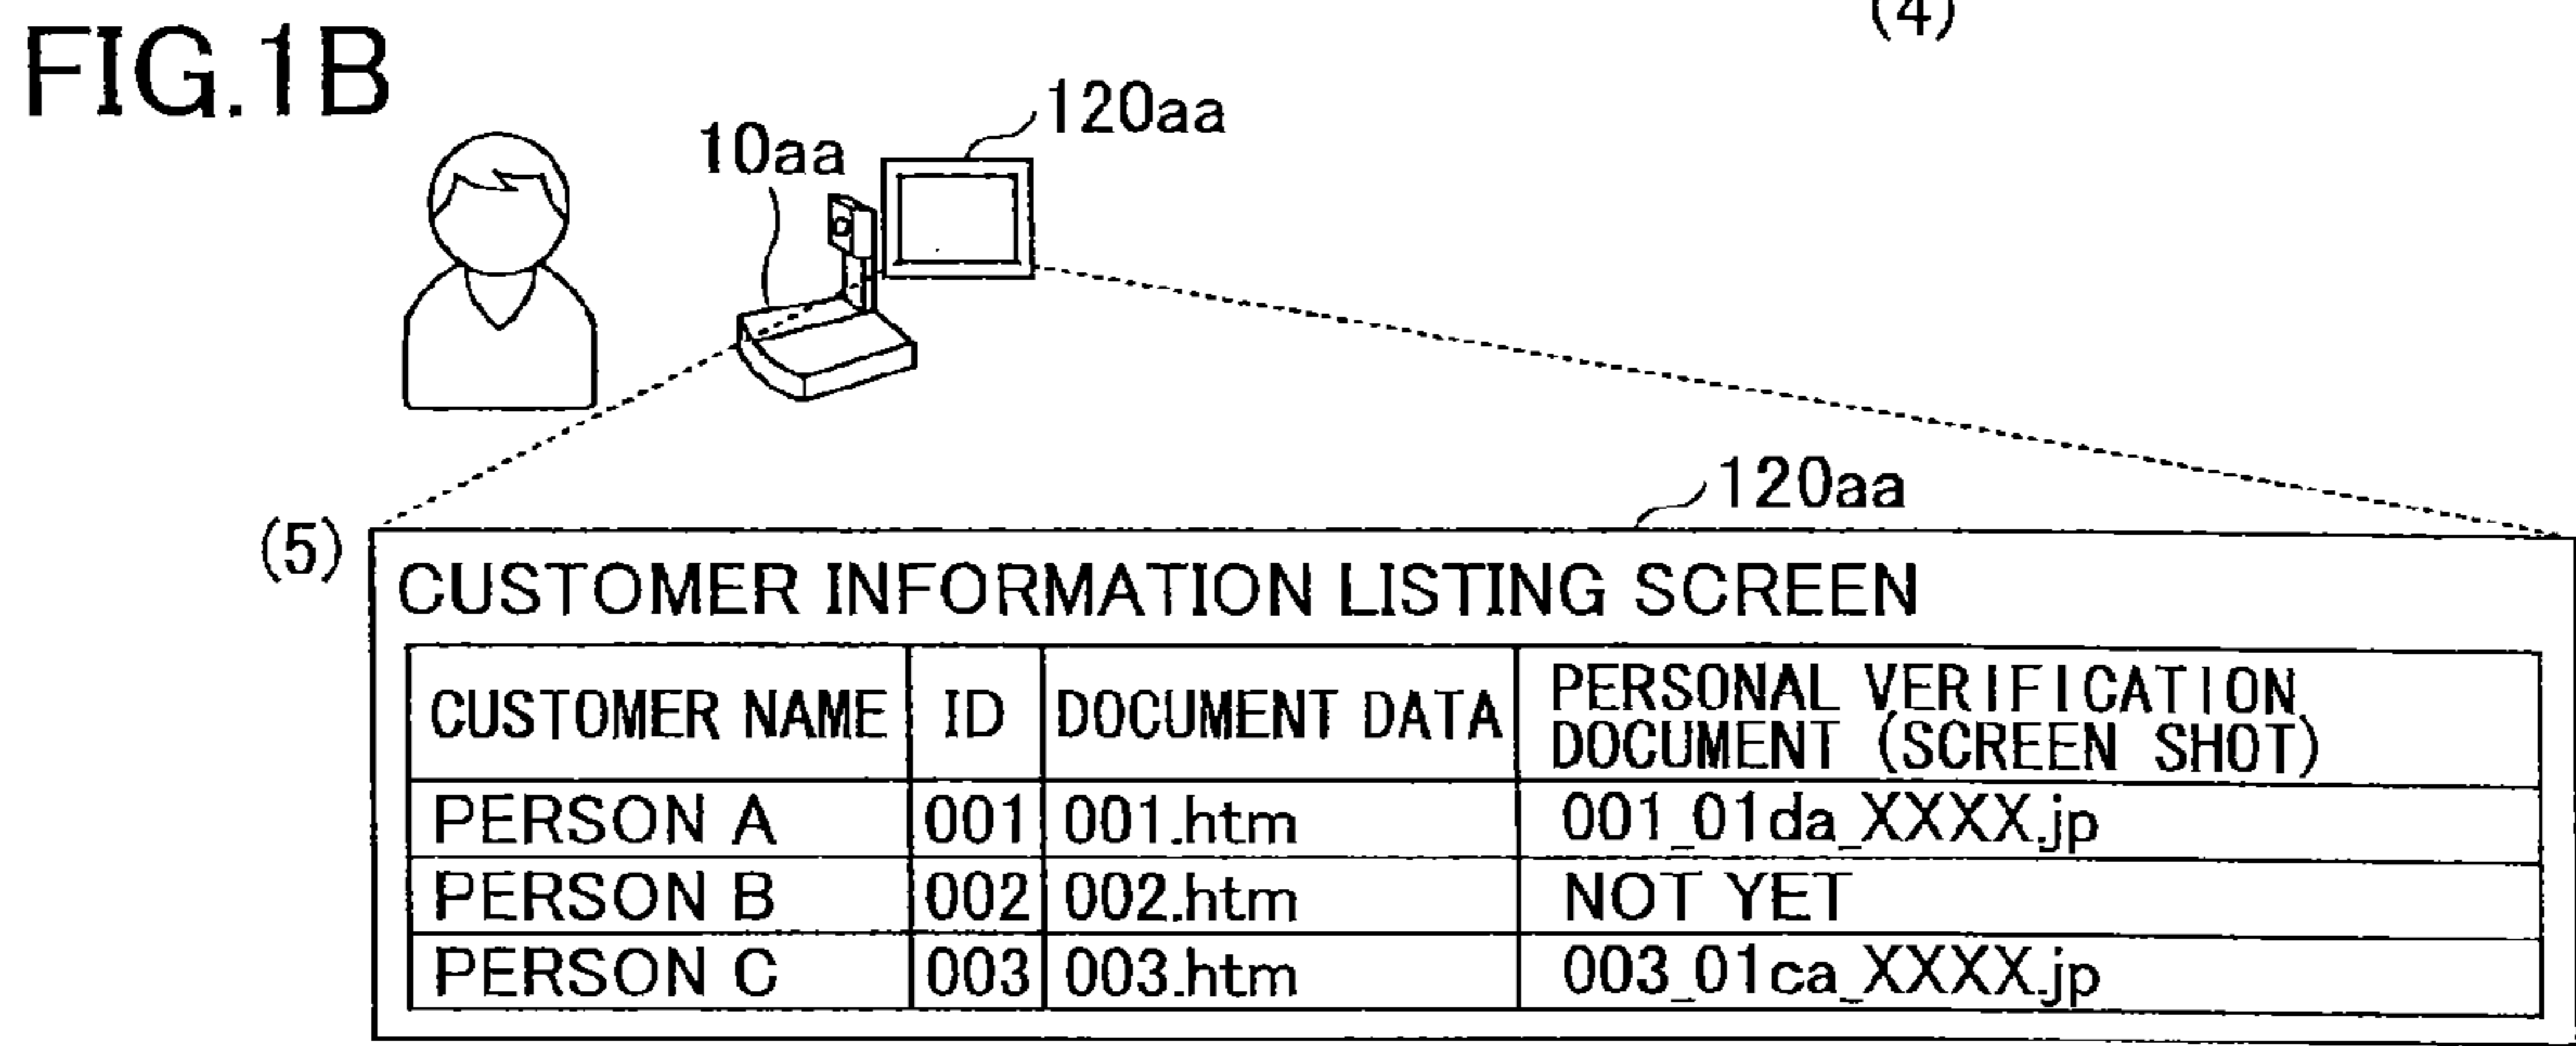 (4)
FIG.1B
120aa
10aa
120aa
(5)
CUSTOMER INFORMATION LISTING SCREEN
CUSTOMER NAME ID DOCUMENT DATA PERSONAL VERIFICATION
DOCUMENT (SCREEN SHOT)
PERSON A 001 001.htm 001_01da_XXXX.jp
PERSON B 002 002.htm NOT YET
PERSON C 003 003.htm 003_01ca_XXXX.jp